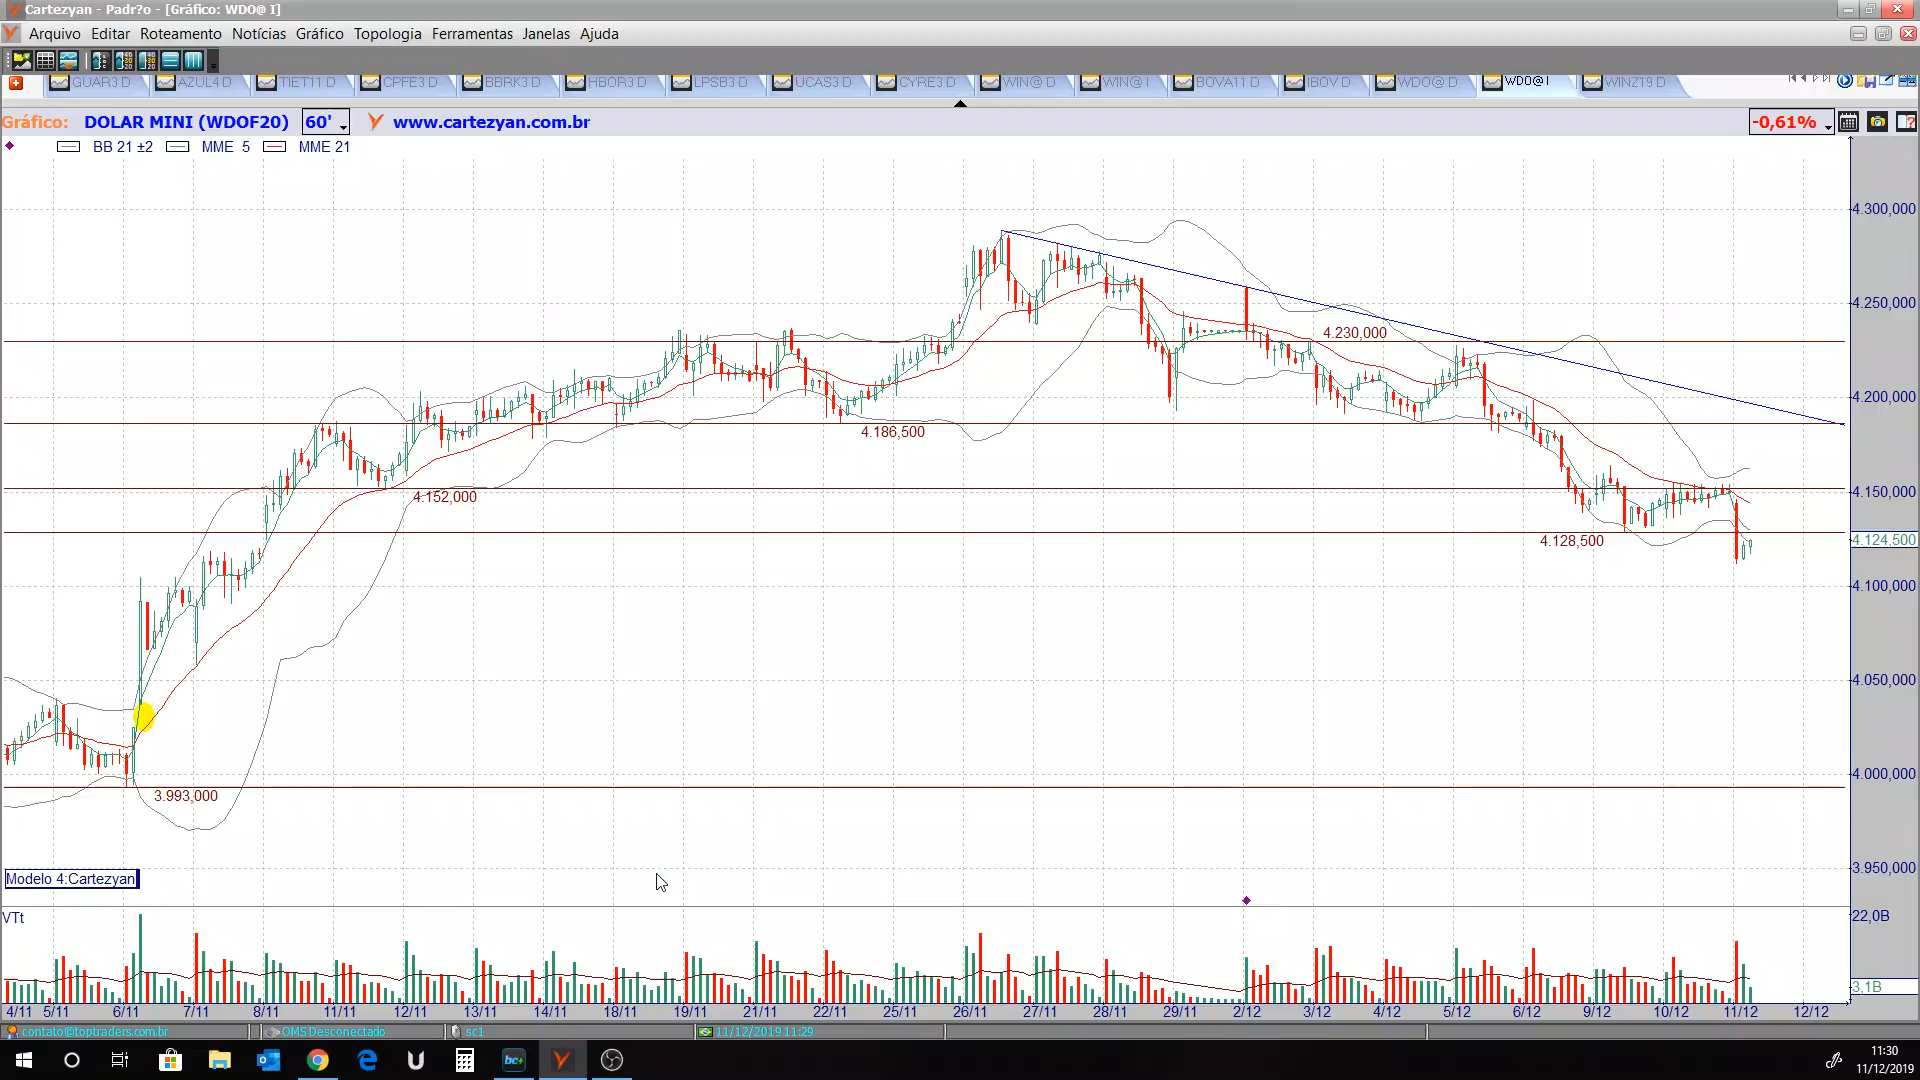 Cartezyan - Padr?o - [Gráfico: WDO@ I]
Arquivo Editar Roteamento Notícias Gráfico Topologia Ferramentas Janelas Ajuda
GUAR3 D AZUL4 D TIET11 D CPFE3 D BBRK3 D HBOR3 D LPSB3 D UCAS3 D CYRE3 D WIN@ D WIN@ I BOVA11 D IBOV D WDO@ D WDO@ I WINZ19 D
Gráfico: DOLAR MINI (WDOF20) 60' www.cartezyan.com.br -0,61%
BB 21 ±2 MME 5 MME 21
4.300,000
4.250,000
4.230,000
4.200,000
4.186,500
4.152,000
4.150,000
4.128,500
4.124,500
4.100,000
4.050,000
4.000,000
3.993,000
3.950,000
Modelo 4:Cartezyan
VTt
22,0B
3,1B
4/11 5/11 6/11 7/11 8/11 10/11 11/11 12/11 13/11 14/11 18/11 19/11 21/11 22/11 25/11 26/11 27/11 28/11 29/11 2/12 3/12 4/12 5/12 6/12 9/12 10/12 11/12 12/12
contato@toptraders.com.br OMS Desconectado sc1 11/12/2019 11:29
bc+
11:30
11/12/2019